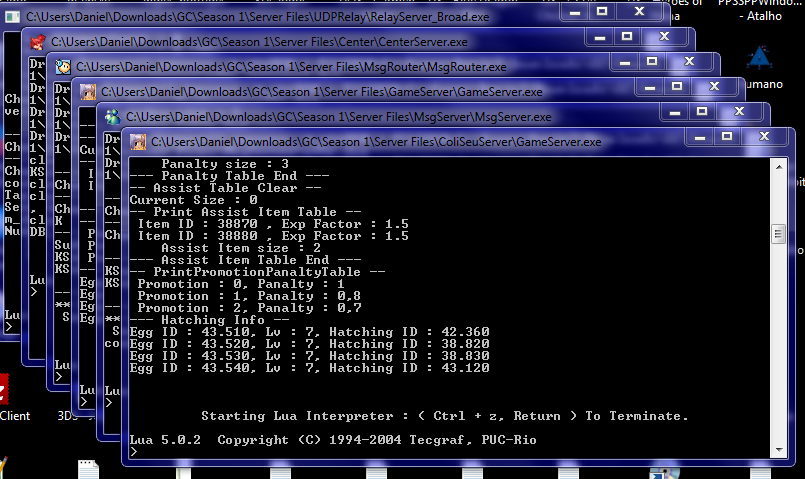 C:\Users\Daniel\Downloads\GC\Season 1\Server Files\UDPRelay\RelayServer_Broad.exe
- Atalho
C:\Users\Daniel\Downloads\GC\Season 1\Server Files\Center\CenterServer.exe
C:\Users\Daniel\Downloads\GC\Season 1\Server Files\MsgRouter\MsgRouter.exe
umano
C:\Users\Daniel\Downloads\GC\Season 1\Server Files\GameServer\GameServer.exe
C:\Users\Daniel\Downloads\GC\Season 1\Server Files\MsgServer\MsgServer.exe
C:\Users\Daniel\Downloads\GC\Season 1\Server Files\ColiSeuServer\GameServer.exe
Panalty size : 3
--- Panalty Table End ---
-- Assist Table Clear --
Current Size : 0
-- Print Assist Item Table --
Item ID : 38870 , Exp Factor : 1.5
Item ID : 38880 , Exp Factor : 1.5
Assist Item size : 2
--- Assist Item Table End ---
-- PrintPromotionPanaltyTable --
Promotion : 0, Panalty : 1
Promotion : 1, Panalty : 0,8
Promotion : 2, Panalty : 0,7
--- Hatching Info --
Egg ID : 43.510, Lv : 7, Hatching ID : 42.360
Egg ID : 43.520, Lv : 7, Hatching ID : 38.820
Egg ID : 43.530, Lv : 7, Hatching ID : 38.830
Egg ID : 43.540, Lv : 7, Hatching ID : 43.120
Starting Lua Interpreter : ( Ctrl + z, Return ) To Terminate.
Lua 5.0.2 Copyright (C) 1994-2004 Tecgraf, PUC-Rio
>
Client